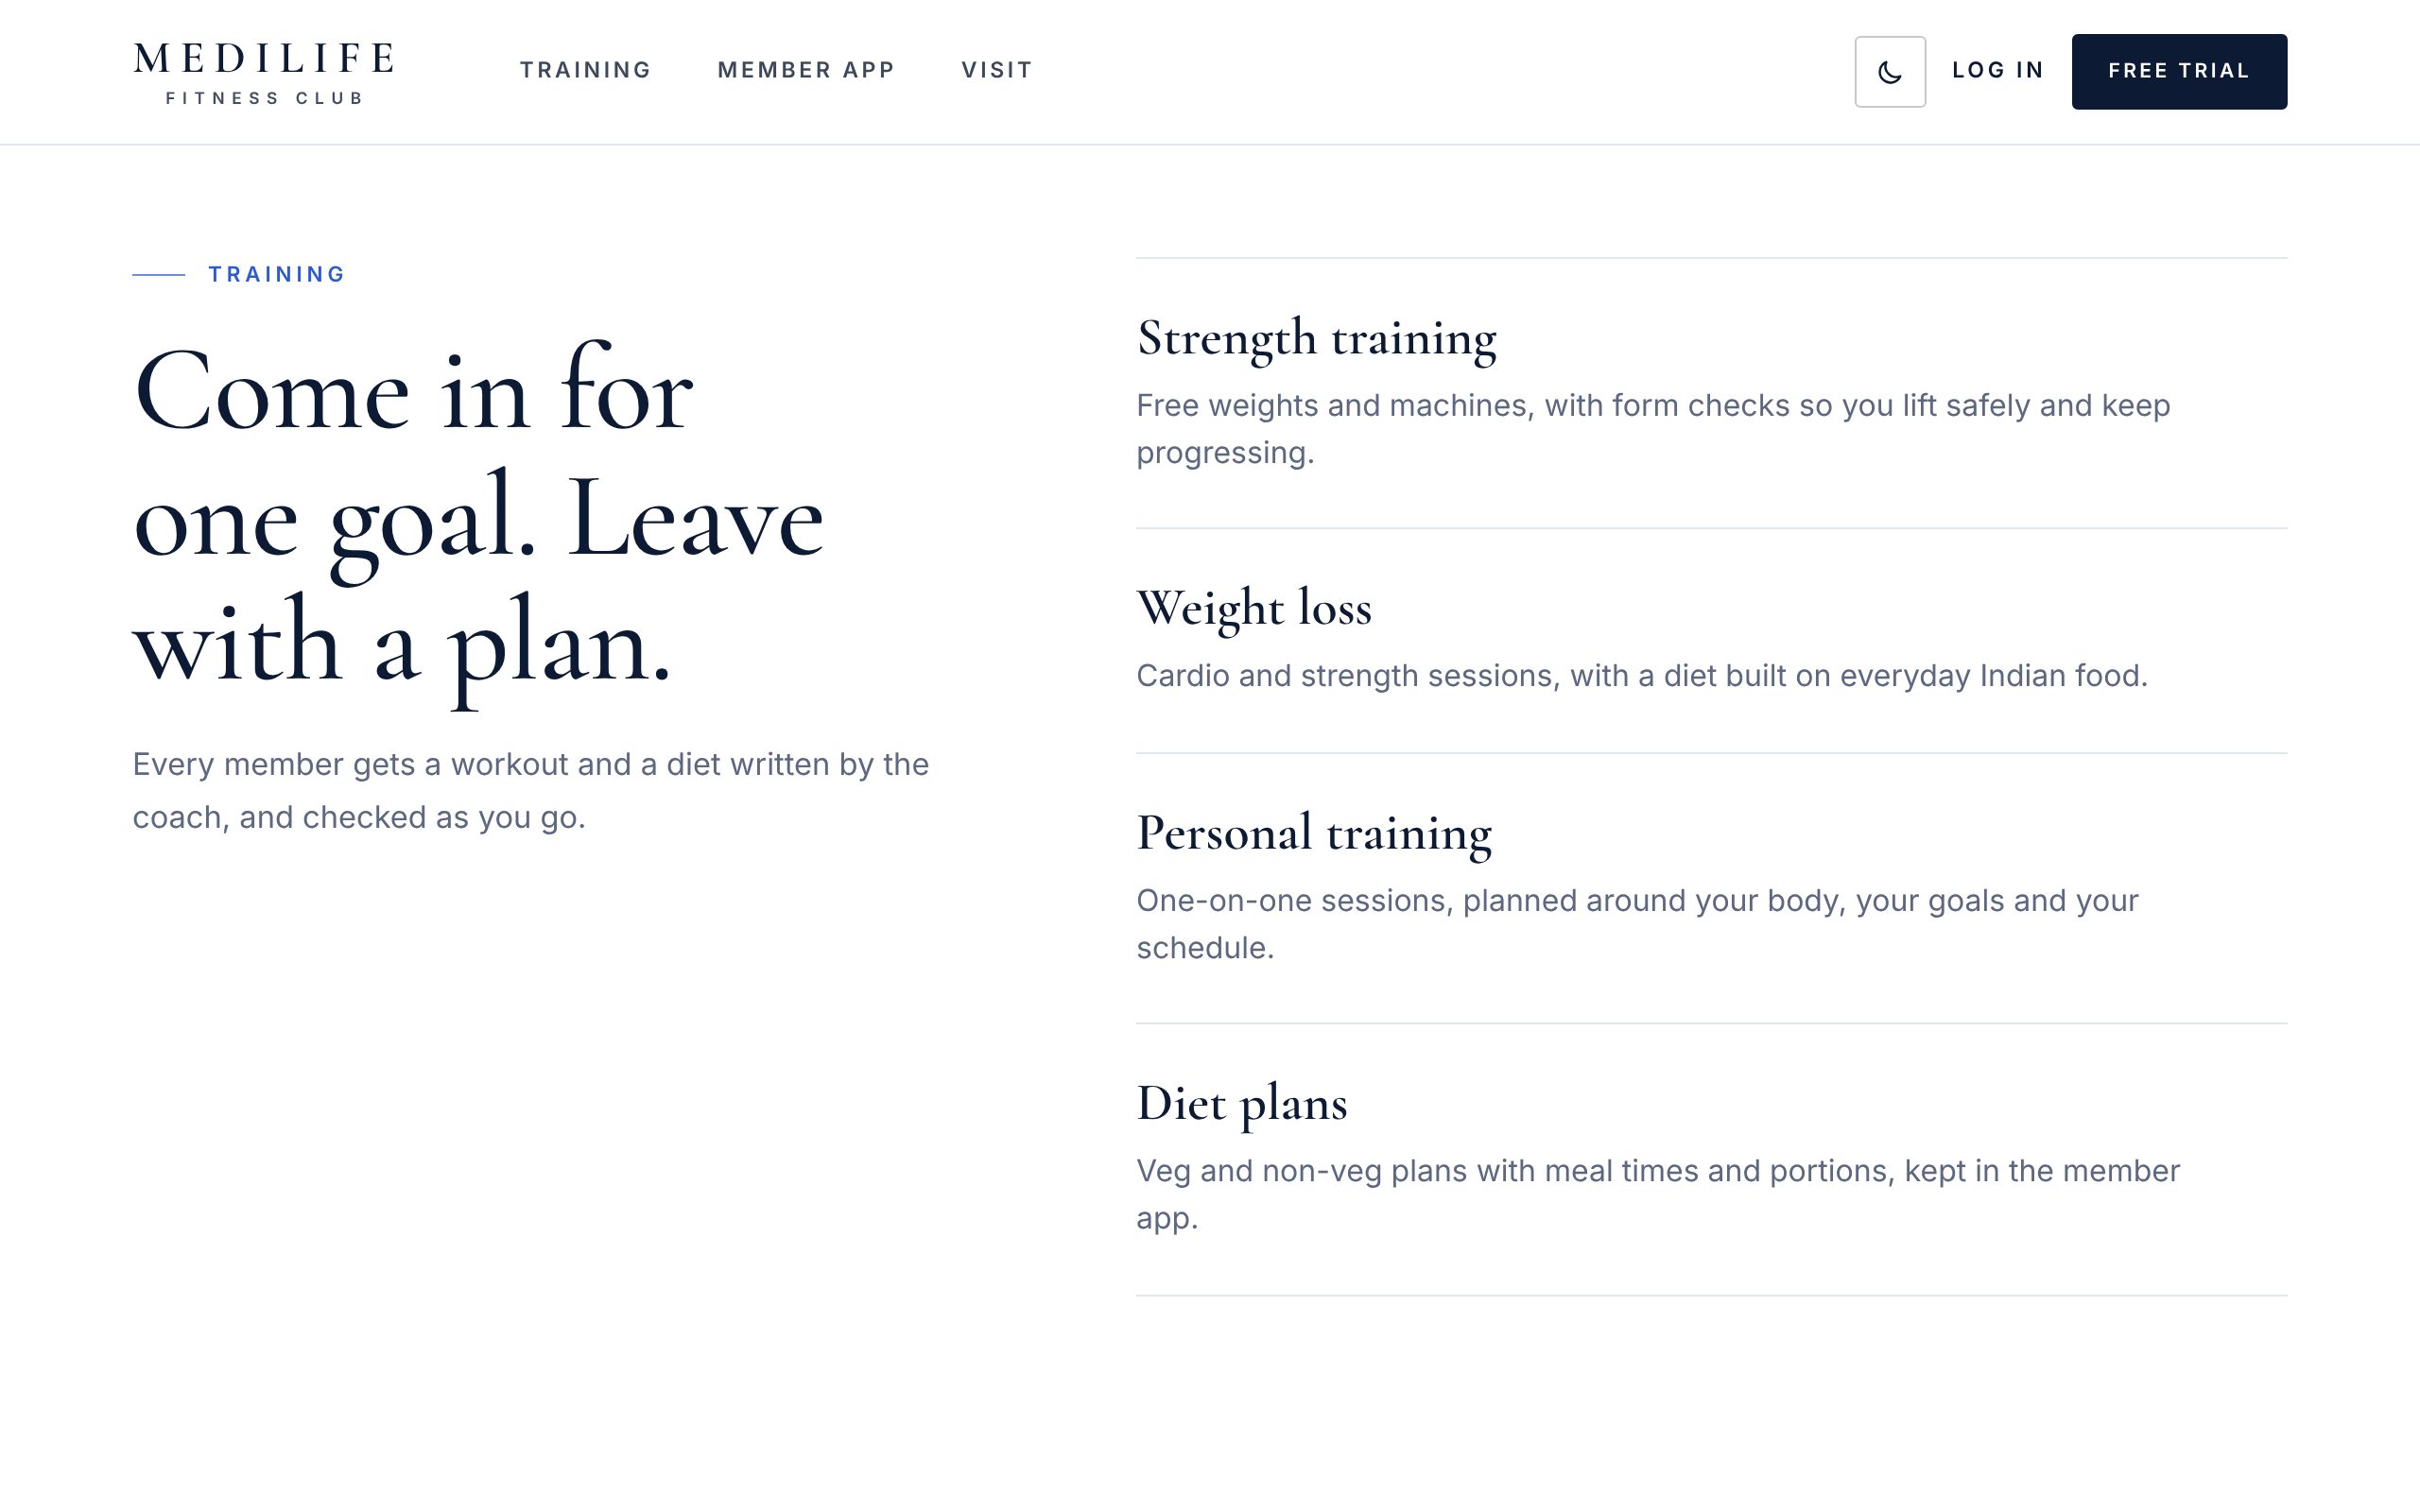 MEDILIFE
FITNESS CLUB
TRAINING
MEMBER APP
VISIT
LOG IN
FREE TRIAL
TRAINING
Come in for
one goal. Leave
with a plan.
Every member gets a workout and a diet written by the
coach, and checked as you go.
Strength training
Free weights and machines, with form checks so you lift safely and keep
progressing.
Weight loss
Cardio and strength sessions, with a diet built on everyday Indian food.
Personal training
One-on-one sessions, planned around your body, your goals and your
schedule.
Diet plans
Veg and non-veg plans with meal times and portions, kept in the member
app.